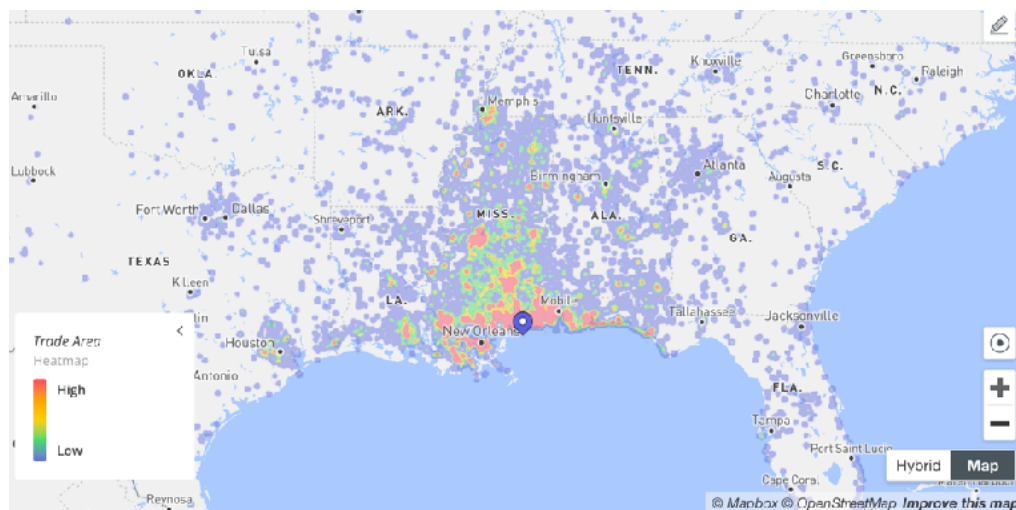 Tulsa
Knoxville
Greensboro
TENN.
Raleigh
OKLA.
N.C.
Charlotte
Amarillo
Memphis
ARK.
Huntsville
Lubbock
Birmingham
Atlanta
S.C.
Augusta
Fort Worth
Dallas
Shreveport
MISS.
ALA.
GA.
TEXAS
Killeen
LA.
Tallahassee
Jacksonville
New Orleans
Houston
Antonio
FLA.
Tampa
Port Saint Lucie
Cape Coral
Reynosa
Trade Area
Heatmap
High
Low
Hybrid
Map
© Mapbox © OpenStreetMap Improve this map